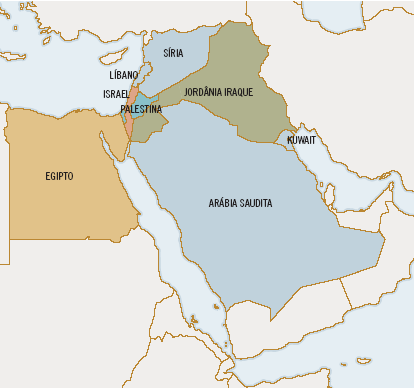 SÍRIA
LÍBANO
ISRAEL
JORDÂNIA IRAQUE
PALESTINA
KUWAIT
EGIPTO
ARÁBIA SAUDITA